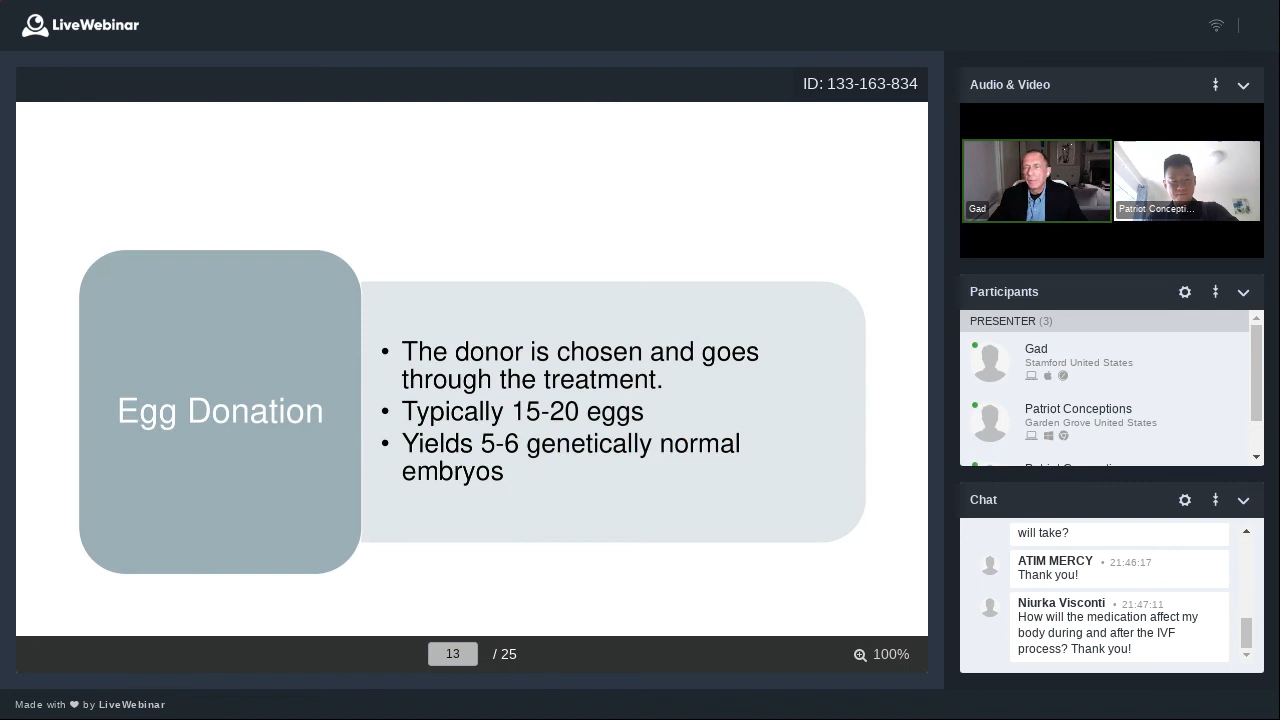 LiveWebinar
ID: 133-163-834
Egg Donation
• The donor is chosen and goes
through the treatment.
• Typically 15-20 eggs
• Yields 5-6 genetically normal
embryos
13 / 25
100%
Audio & Video
Gad
Patriot Concepti...
Participants
PRESENTER (3)
Gad
Stamford United States
Patriot Conceptions
Garden Grove United States
Chat
will take?
ATIM MERCY • 21:46:17
Thank you!
Niurka Visconti • 21:47:11
How will the medication affect my
body during and after the IVF
process? Thank you!
Made with ❤ by LiveWebinar